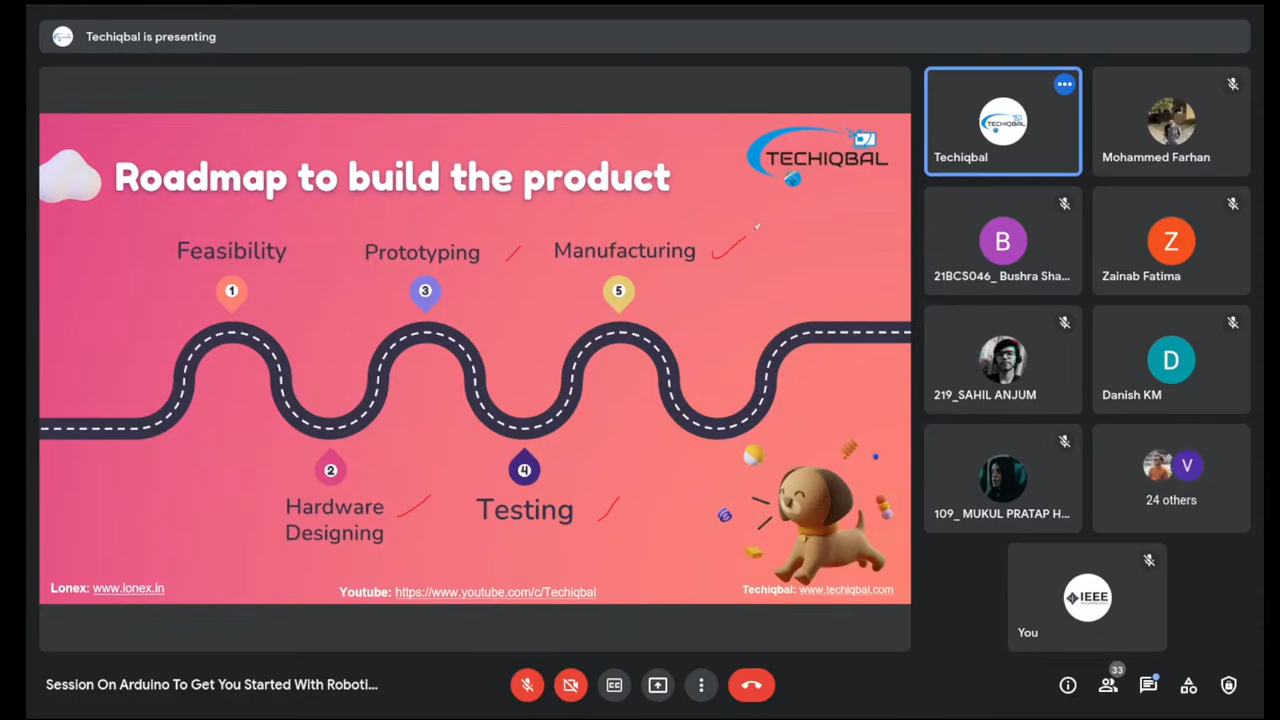 Techiqbal is presenting
Roadmap to build the product
TECHIQBAL
Feasibility
Prototyping
Manufacturing
1
3
5
2
4
Hardware
Designing
Testing
Lonex: www.lonex.in
Youtube: https://www.youtube.com/c/Techiqbal
Techiqbal: www.techiqbal.com
TECHIQBAL
Techiqbal
Mohammed Farhan
B
21BCS046_ Bushra Sha...
Z
Zainab Fatima
219_SAHIL ANJUM
D
Danish KM
109_ MUKUL PRATAP H...
V
24 others
IEEE
You
Session On Arduino To Get You Started With Roboti...
CC
33